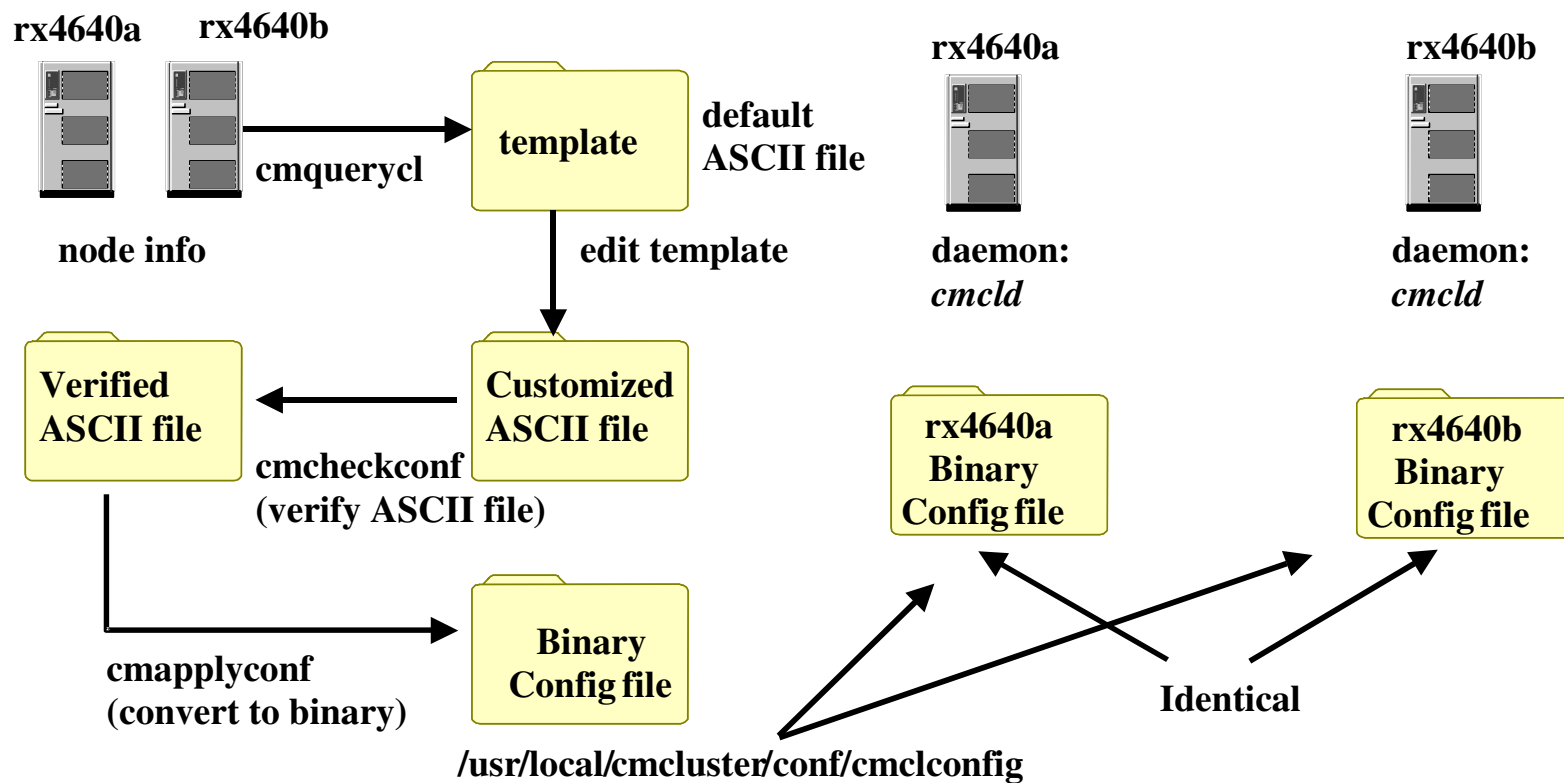 rx4640a
rx4640b
template
default
ASCII file
cmquerycl
node info
edit template
Verified
ASCII file
Customized
ASCII file
cmcheckconf
(verify ASCII file)
cmapplyconf
(convert to binary)
Binary
Config file
/usr/local/cmcluster/conf/cmclconfig
rx4640a
rx4640b
daemon:
cmcld
daemon:
cmcld
rx4640a
Binary
Config file
rx4640b
Binary
Config file
Identical